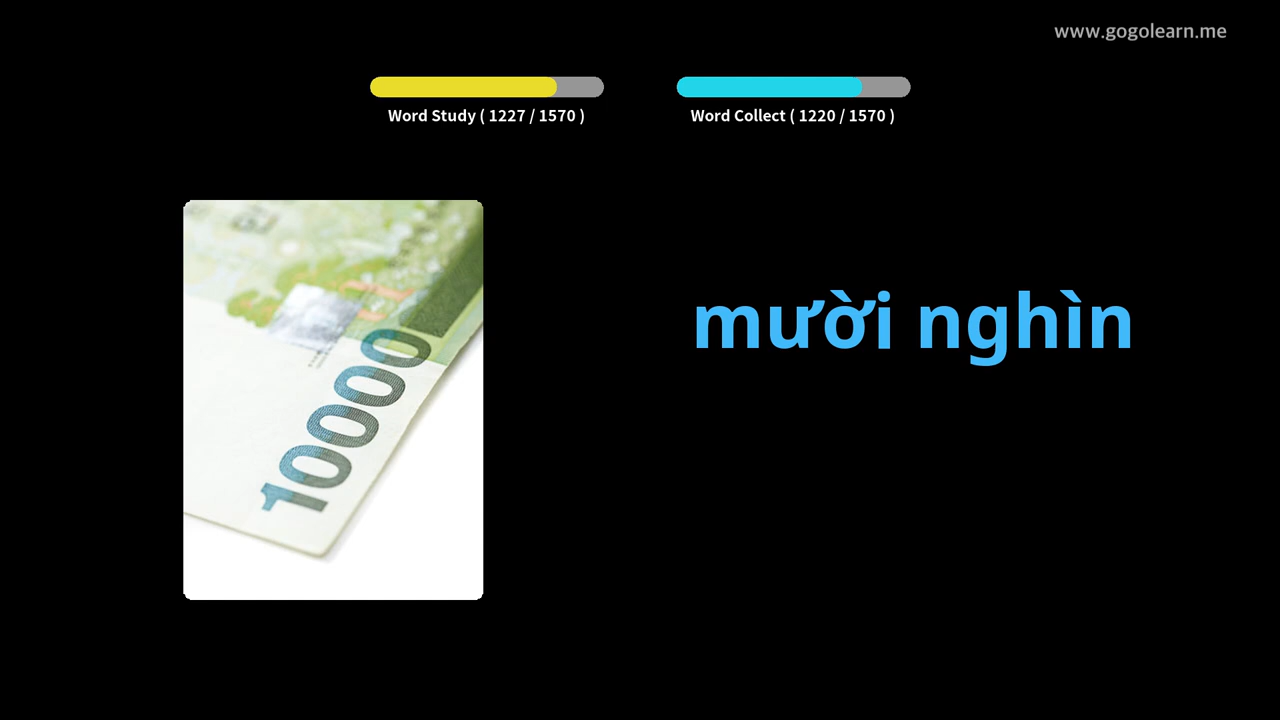 www.gogolearn.me
Word Study ( 1227 / 1570 )
Word Collect ( 1220 / 1570 )
mười nghìn
10000